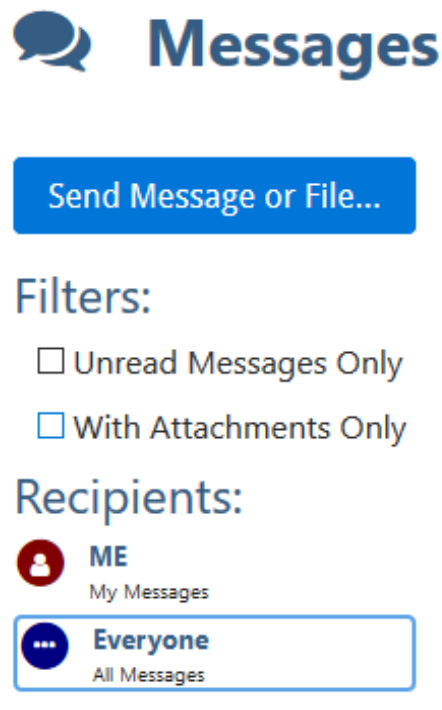 Messages
Send Message or File...
Filters:
Unread Messages Only
With Attachments Only
Recipients:
ME
My Messages
Everyone
All Messages